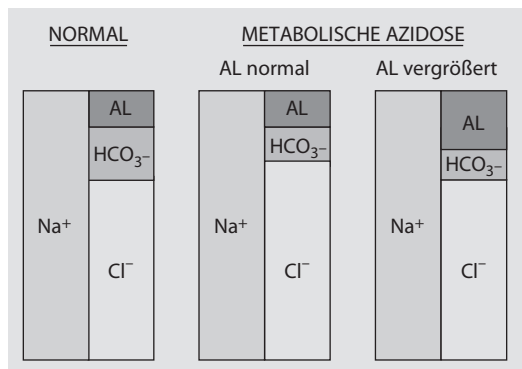 NORMAL
METABOLISCHE AZIDOSE
AL normal
AL vergrößert
AL
HCO₃₋
Na⁺
Cl⁻
AL
HCO₃₋
Na⁺
Cl⁻
AL
HCO₃₋
Na⁺
Cl⁻